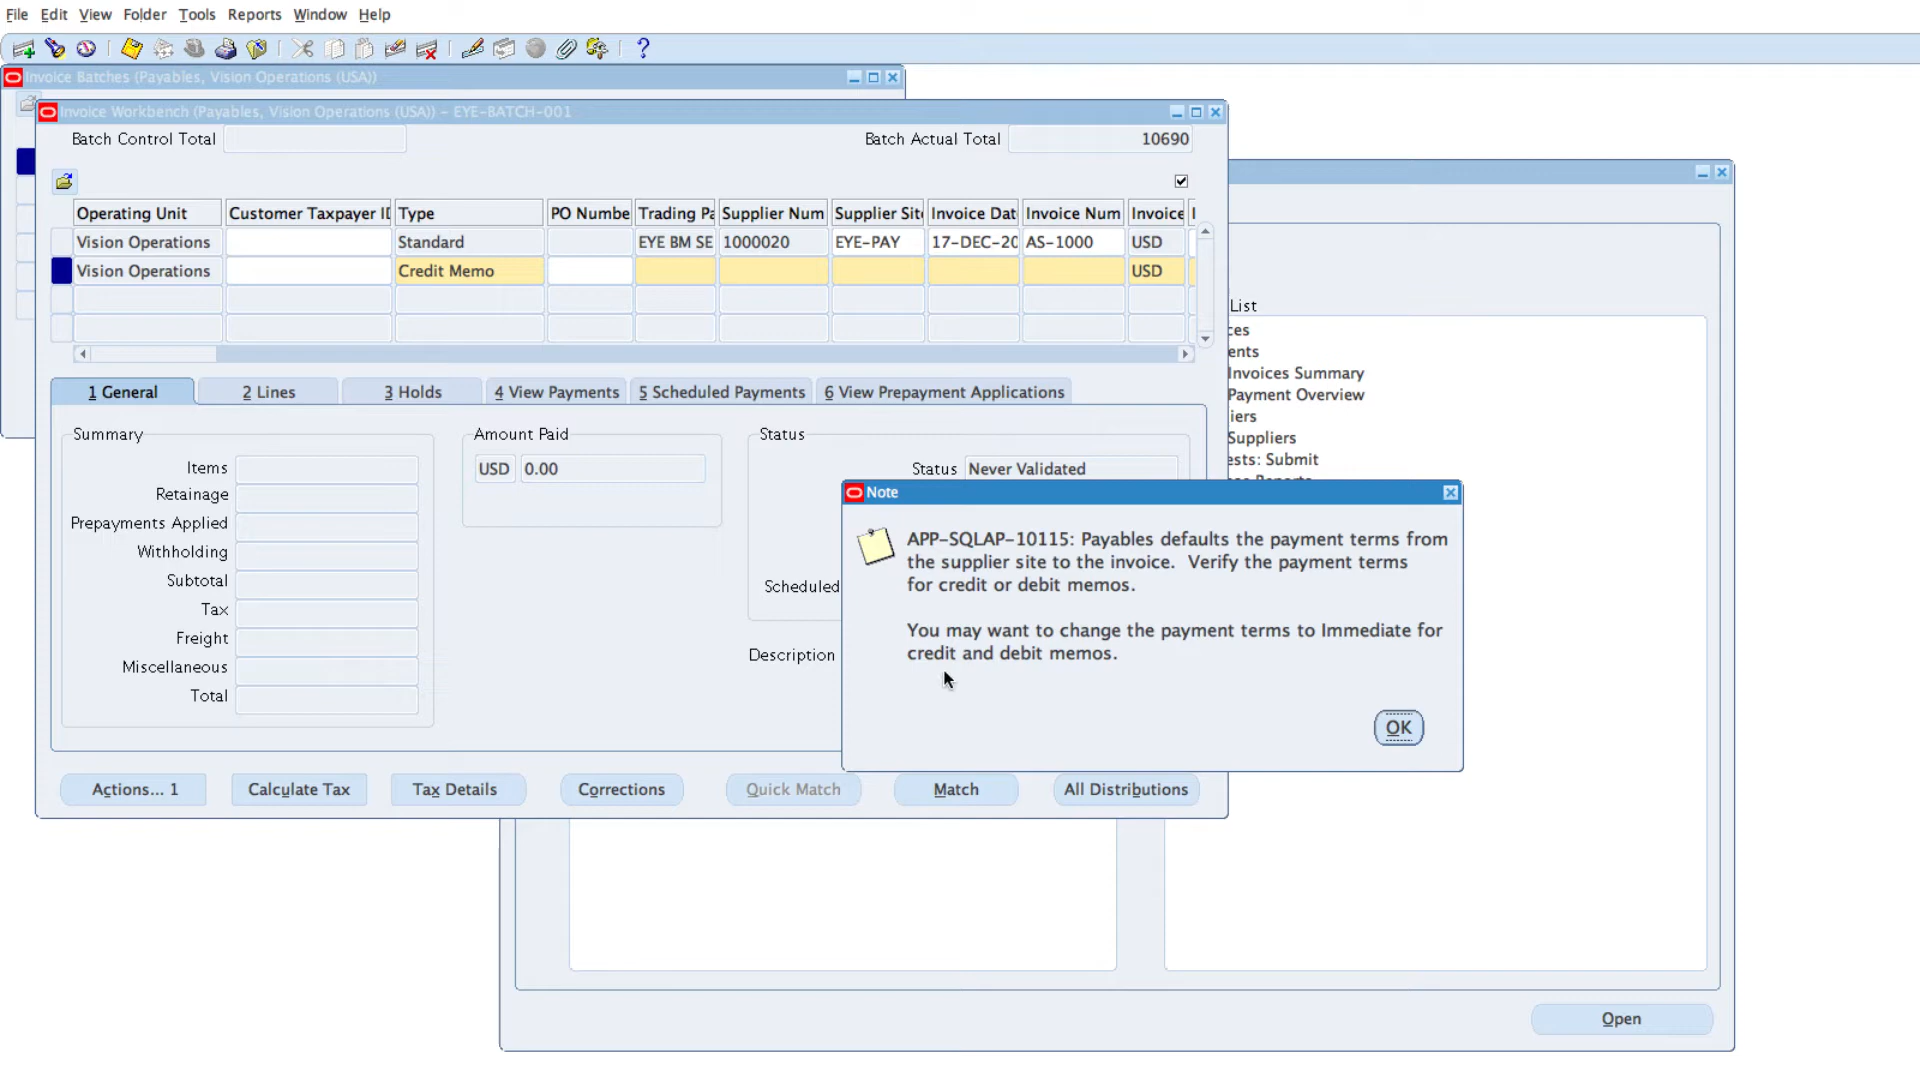 File Edit View Folder Tools Reports Window Help
Invoice Batches (Payables, Vision Operations (USA))
Invoice Workbench (Payables, Vision Operations (USA)) – EYE-BATCH-001
Batch Control Total
Batch Actual Total 10690
Operating Unit Customer Taxpayer ID Type PO Numbe Trading Pa Supplier Num Supplier Sit Invoice Dat Invoice Num Invoice
Vision Operations Standard EYE BM SE 1000020 EYE-PAY 17-DEC-20 AS-1000 USD
Vision Operations Credit Memo USD
1 General 2 Lines 3 Holds 4 View Payments 5 Scheduled Payments 6 View Prepayment Applications
Summary
Items
Retainage
Prepayments Applied
Withholding
Subtotal
Tax
Freight
Miscellaneous
Total
Amount Paid
USD 0.00
Status
Status Never Validated
Scheduled
Description
Actions... 1 Calculate Tax Tax Details Corrections Quick Match Match All Distributions
Note
APP-SQLAP-10115: Payables defaults the payment terms from
the supplier site to the invoice. Verify the payment terms
for credit or debit memos.
You may want to change the payment terms to Immediate for
credit and debit memos.
OK
List
ces
ents
Invoices Summary
Payment Overview
iers
Suppliers
ests: Submit
Open